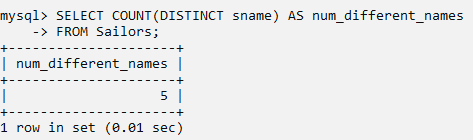 mysql> SELECT COUNT(DISTINCT sname) AS num_different_names
    -> FROM Sailors;
+---------------------+
| num_different_names |
+---------------------+
|                   5 |
+---------------------+
1 row in set (0.01 sec)